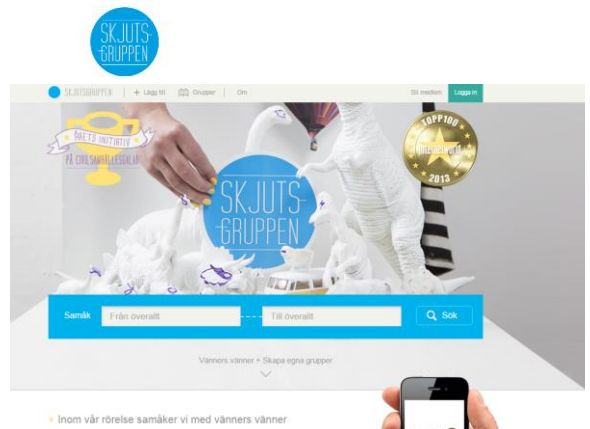 SKJUTS-
GRUPPEN
SKJUTSGRUPPEN + Lägg till Grupper Om Bli medlem Logga in
ÅRETS INITIATIV
PÅ CIVILSAMHÄLLESGALAN
TOPP100
internetworld
2013
SKJUTS-
GRUPPEN
Samåk Från överallt Till överallt Sök
Vänners vänner + Skapa egna grupper
Inom vår rörelse samåker vi med vänners vänner